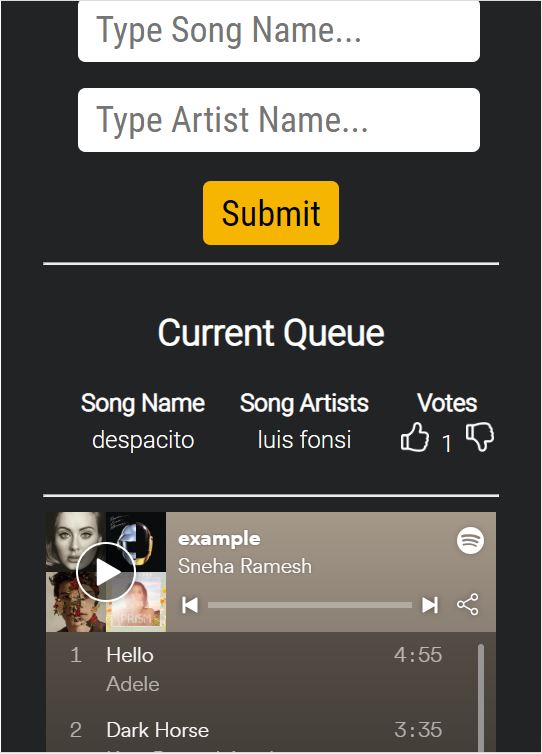 Type Song Name...
Type Artist Name...
Submit
Current Queue
Song Name Song Artists Votes
despacito luis fonsi 1
example
Sneha Ramesh
PRISM
1 Hello 4:55
Adele
2 Dark Horse 3:35